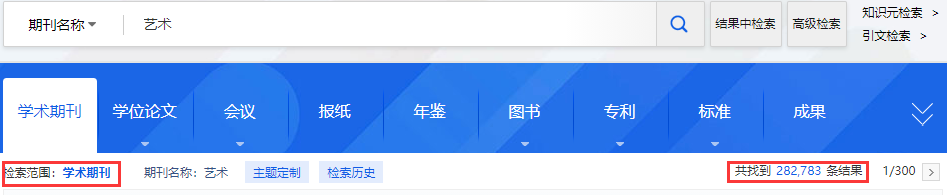 期刊名称 艺术 结果中检索 高级检索 知识元检索 >
引文检索 >
学术期刊 学位论文 会议 报纸 年鉴 图书 专利 标准 成果
检索范围：学术期刊 期刊名称：艺术 主题定制 检索历史 共找到 282,783 条结果 1/300 >